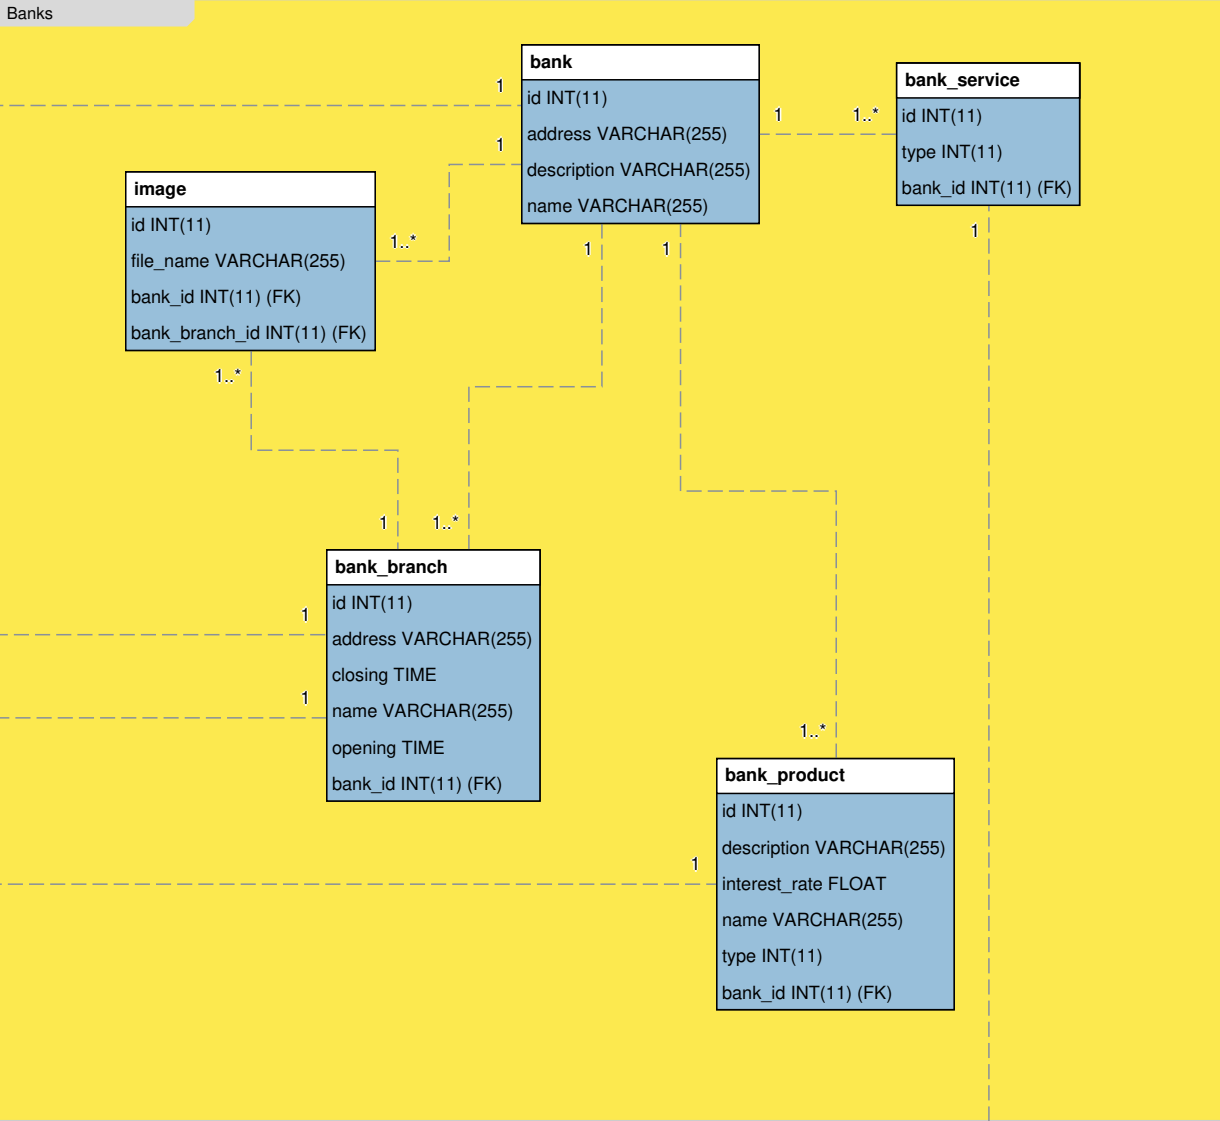 Banks
bank
id INT(11)
address VARCHAR(255)
description VARCHAR(255)
name VARCHAR(255)
1
1
1
1
1
1..*
bank_service
id INT(11)
type INT(11)
bank_id INT(11) (FK)
1
image
id INT(11)
file_name VARCHAR(255)
bank_id INT(11) (FK)
bank_branch_id INT(11) (FK)
1..*
1..*
1
1..*
bank_branch
id INT(11)
address VARCHAR(255)
closing TIME
name VARCHAR(255)
opening TIME
bank_id INT(11) (FK)
1
1
1..*
bank_product
id INT(11)
description VARCHAR(255)
interest_rate FLOAT
name VARCHAR(255)
type INT(11)
bank_id INT(11) (FK)
1